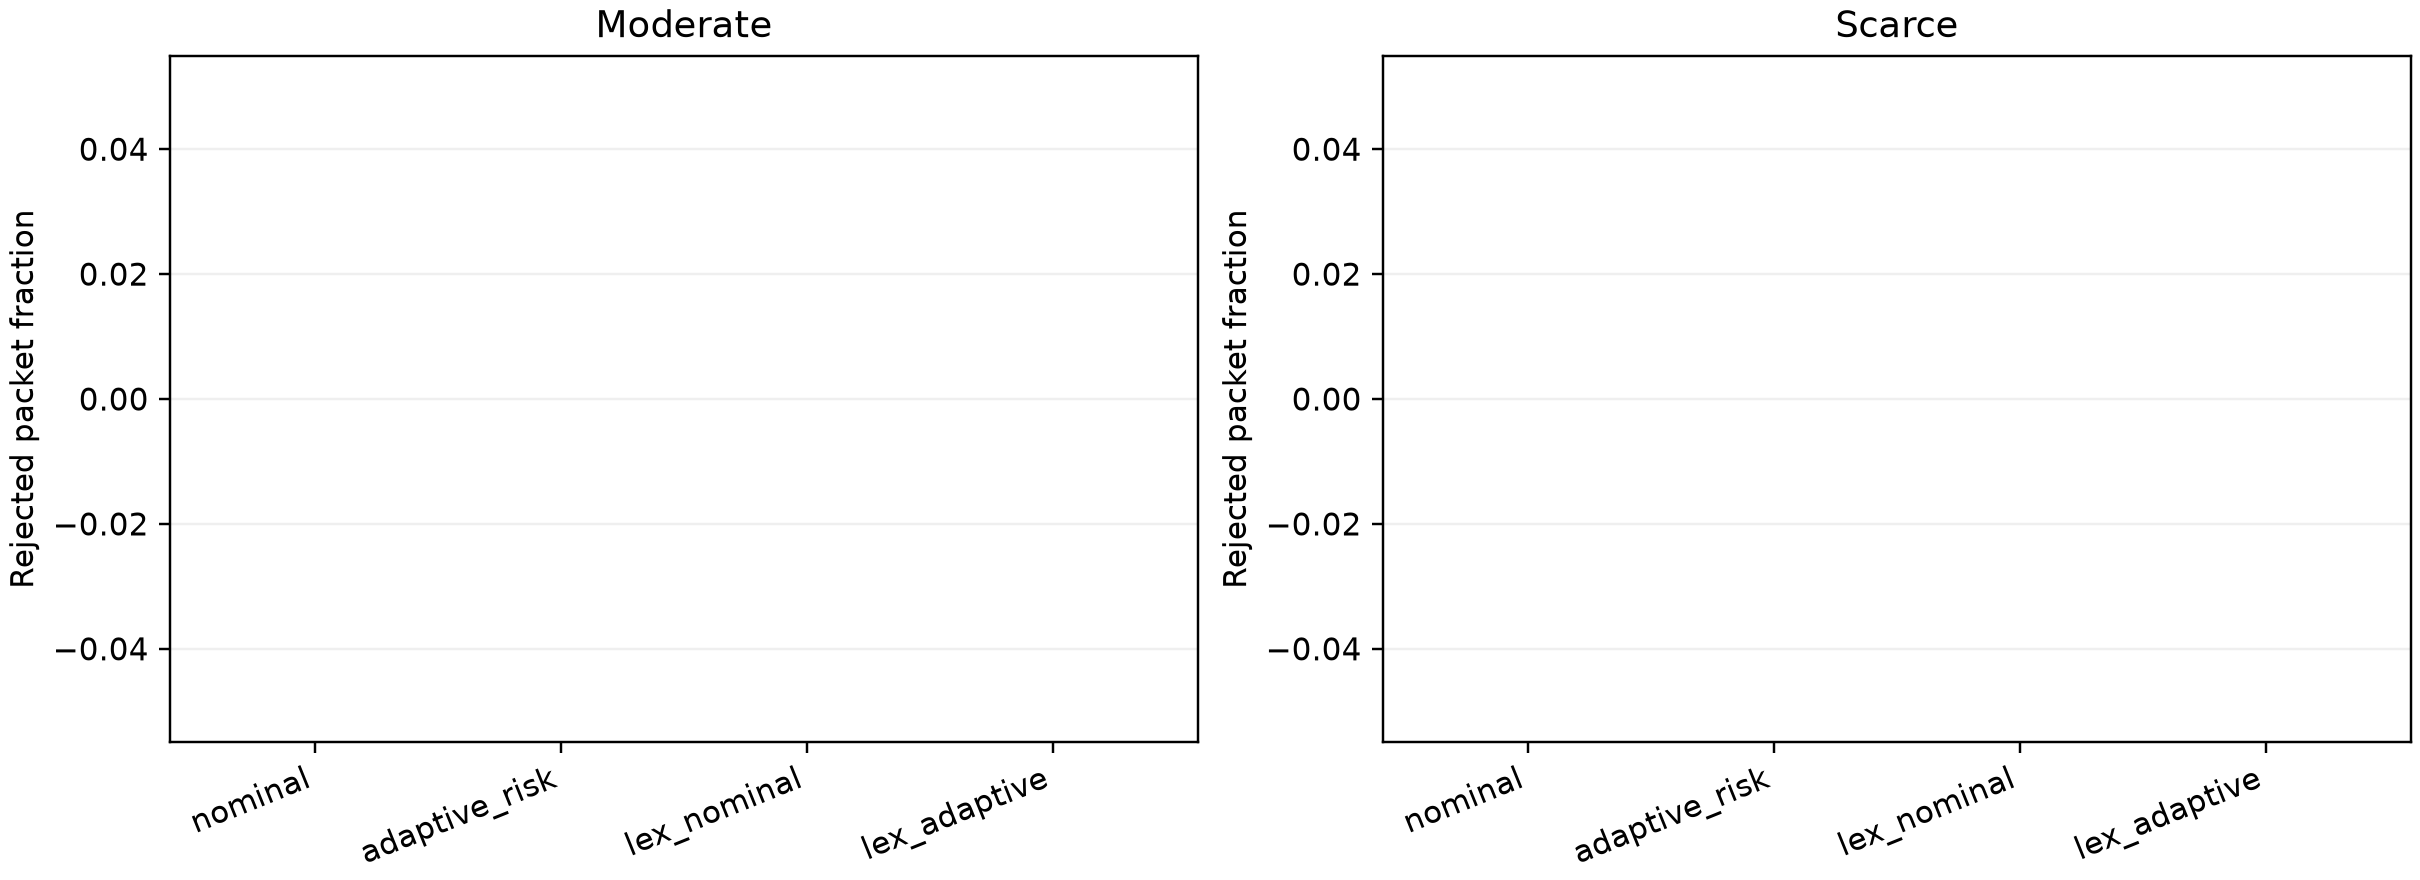 Moderate
Rejected packet fraction
0.04
0.02
0.00
−0.02
−0.04
nominal
adaptive_risk
lex_nominal
lex_adaptive
Scarce
Rejected packet fraction
0.04
0.02
0.00
−0.02
−0.04
nominal
adaptive_risk
lex_nominal
lex_adaptive